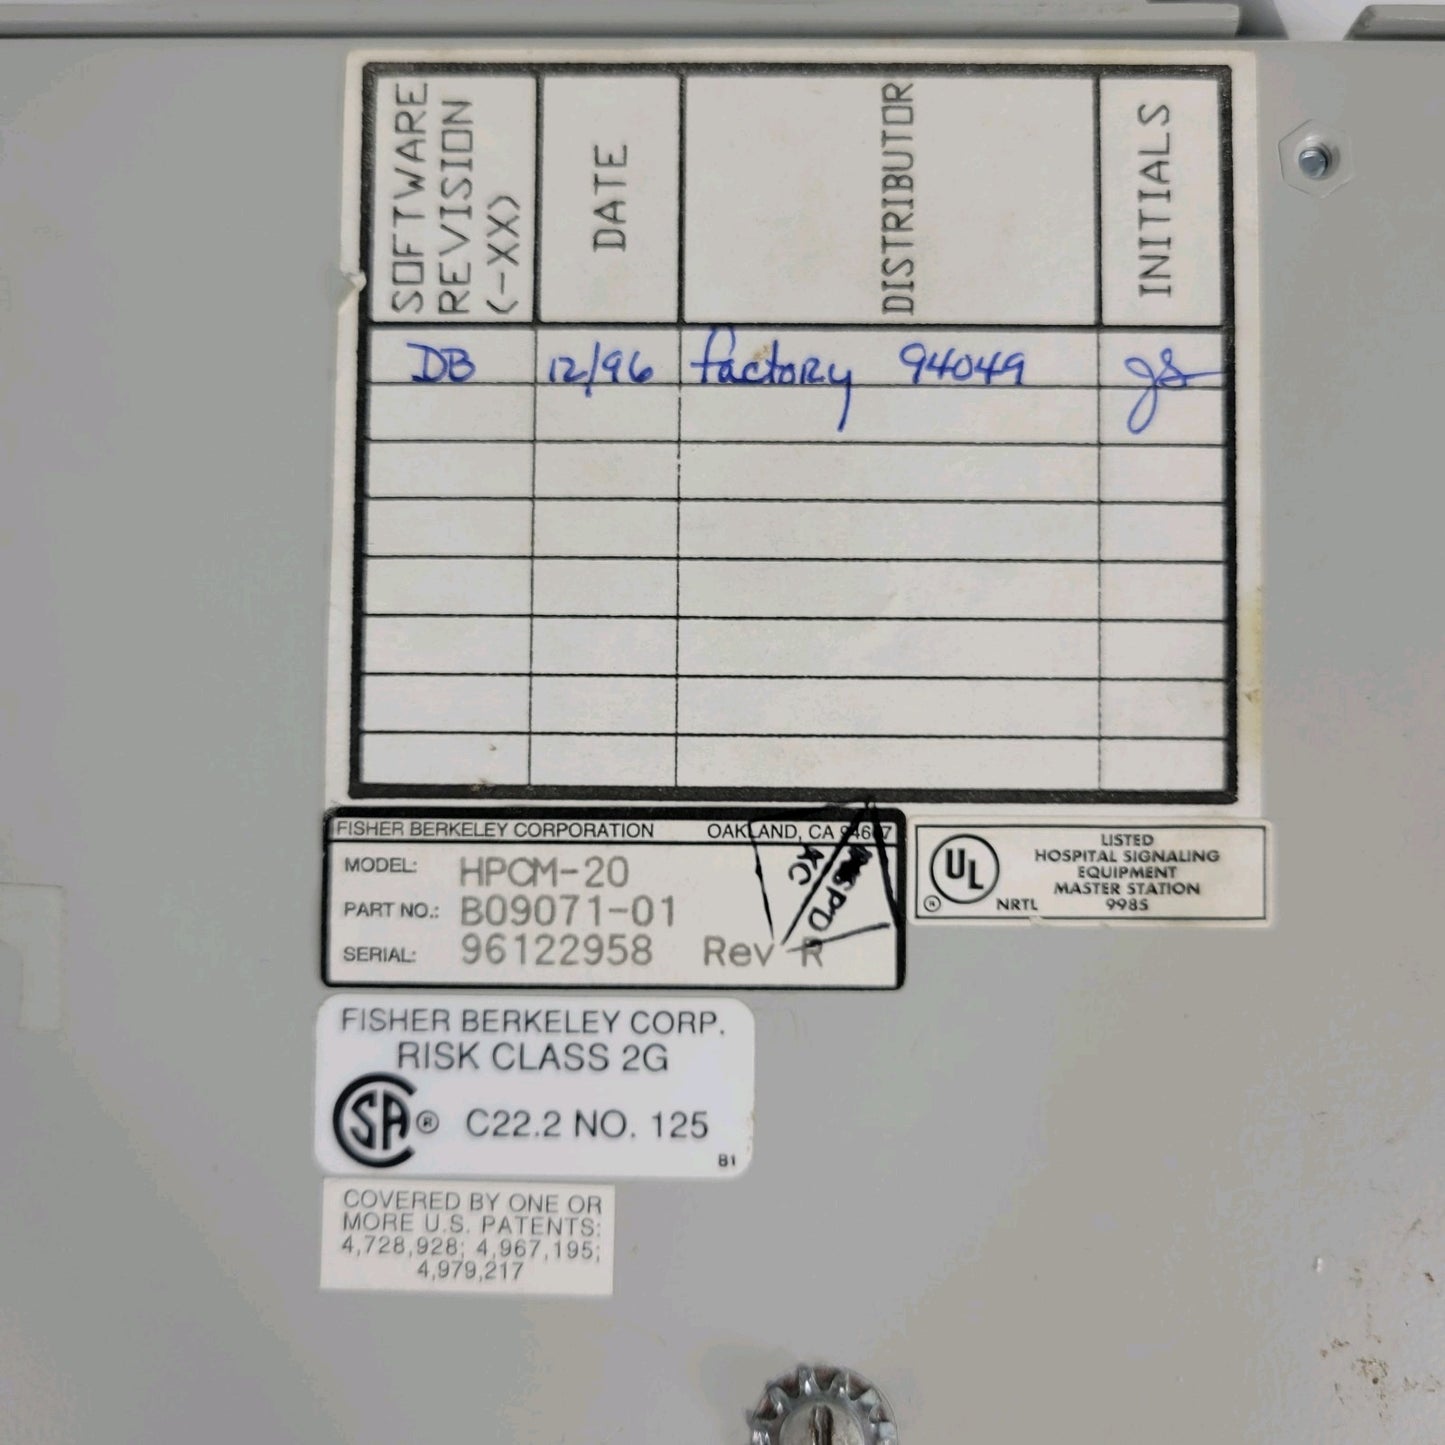 SOFTWARE
REVISION
(-XX)
DATE
DISTRIBUTOR
INITIALS
DB 12/96 factory 94049 JS
FISHER BERKELEY CORPORATION OAKLAND, CA 94607
MODEL: HPCM-20
PART NO.: B09071-01
SERIAL: 96122958 Rev R
UL
® NRTL
LISTED
HOSPITAL SIGNALING
EQUIPMENT
MASTER STATION
998S
FISHER BERKELEY CORP.
RISK CLASS 2G
SA ® C22.2 NO. 125
B1
COVERED BY ONE OR
MORE U.S. PATENTS:
4,728,928; 4,967,195;
4,979,217